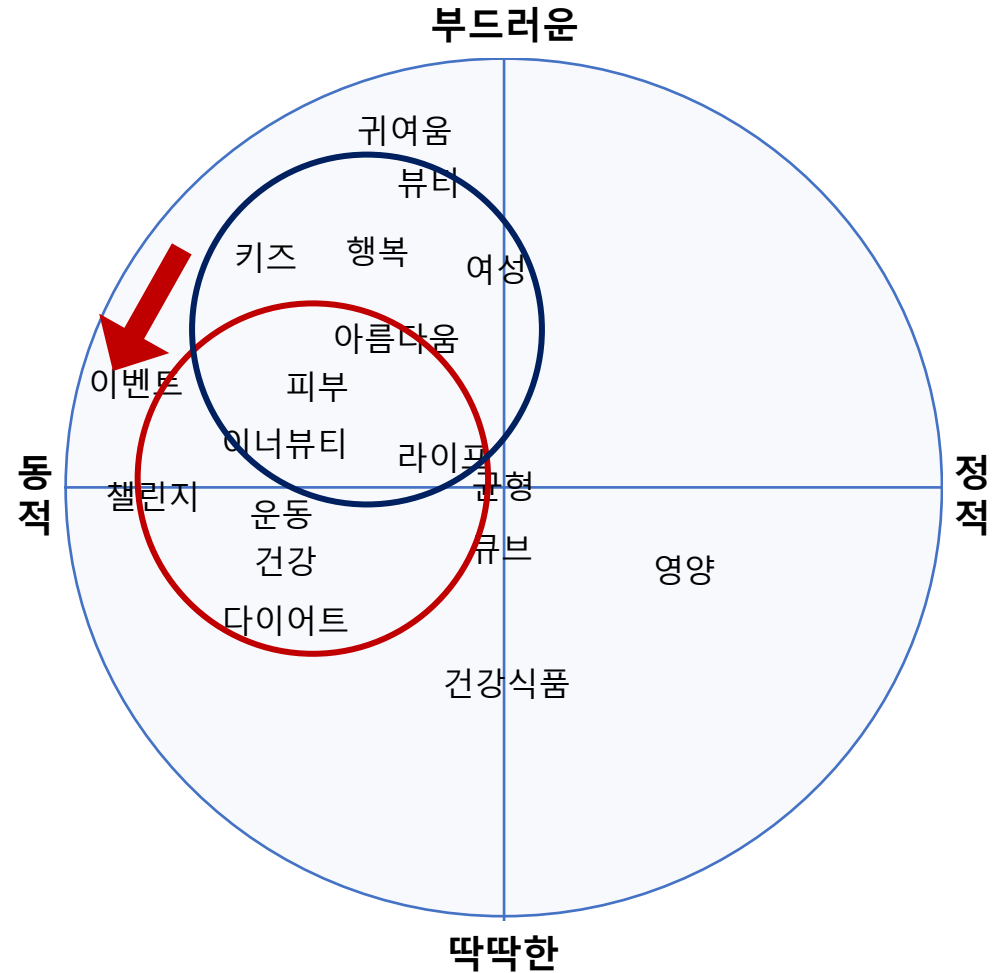 부드러운
귀여움
뷰티
키즈
행복
여성
아름다움
이벤트
피부
이너뷰티
라이프
동적
정적
균형
챌린지
운동
큐브
건강
영양
다이어트
건강식품
딱딱한